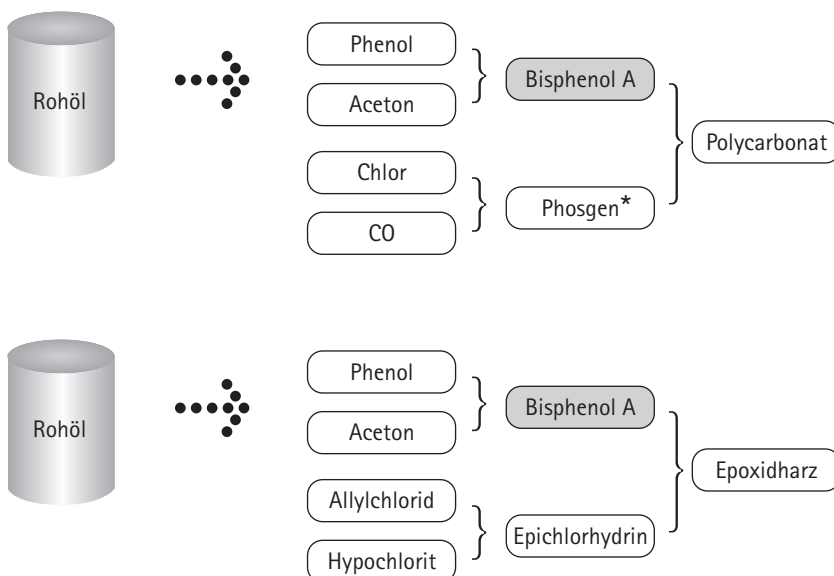 Rohöl
Phenol
Aceton
Chlor
CO
Bisphenol A
Phosgen*
Polycarbonat
Rohöl
Phenol
Aceton
Allylchlorid
Hypochlorit
Bisphenol A
Epichlorhydrin
Epoxidharz